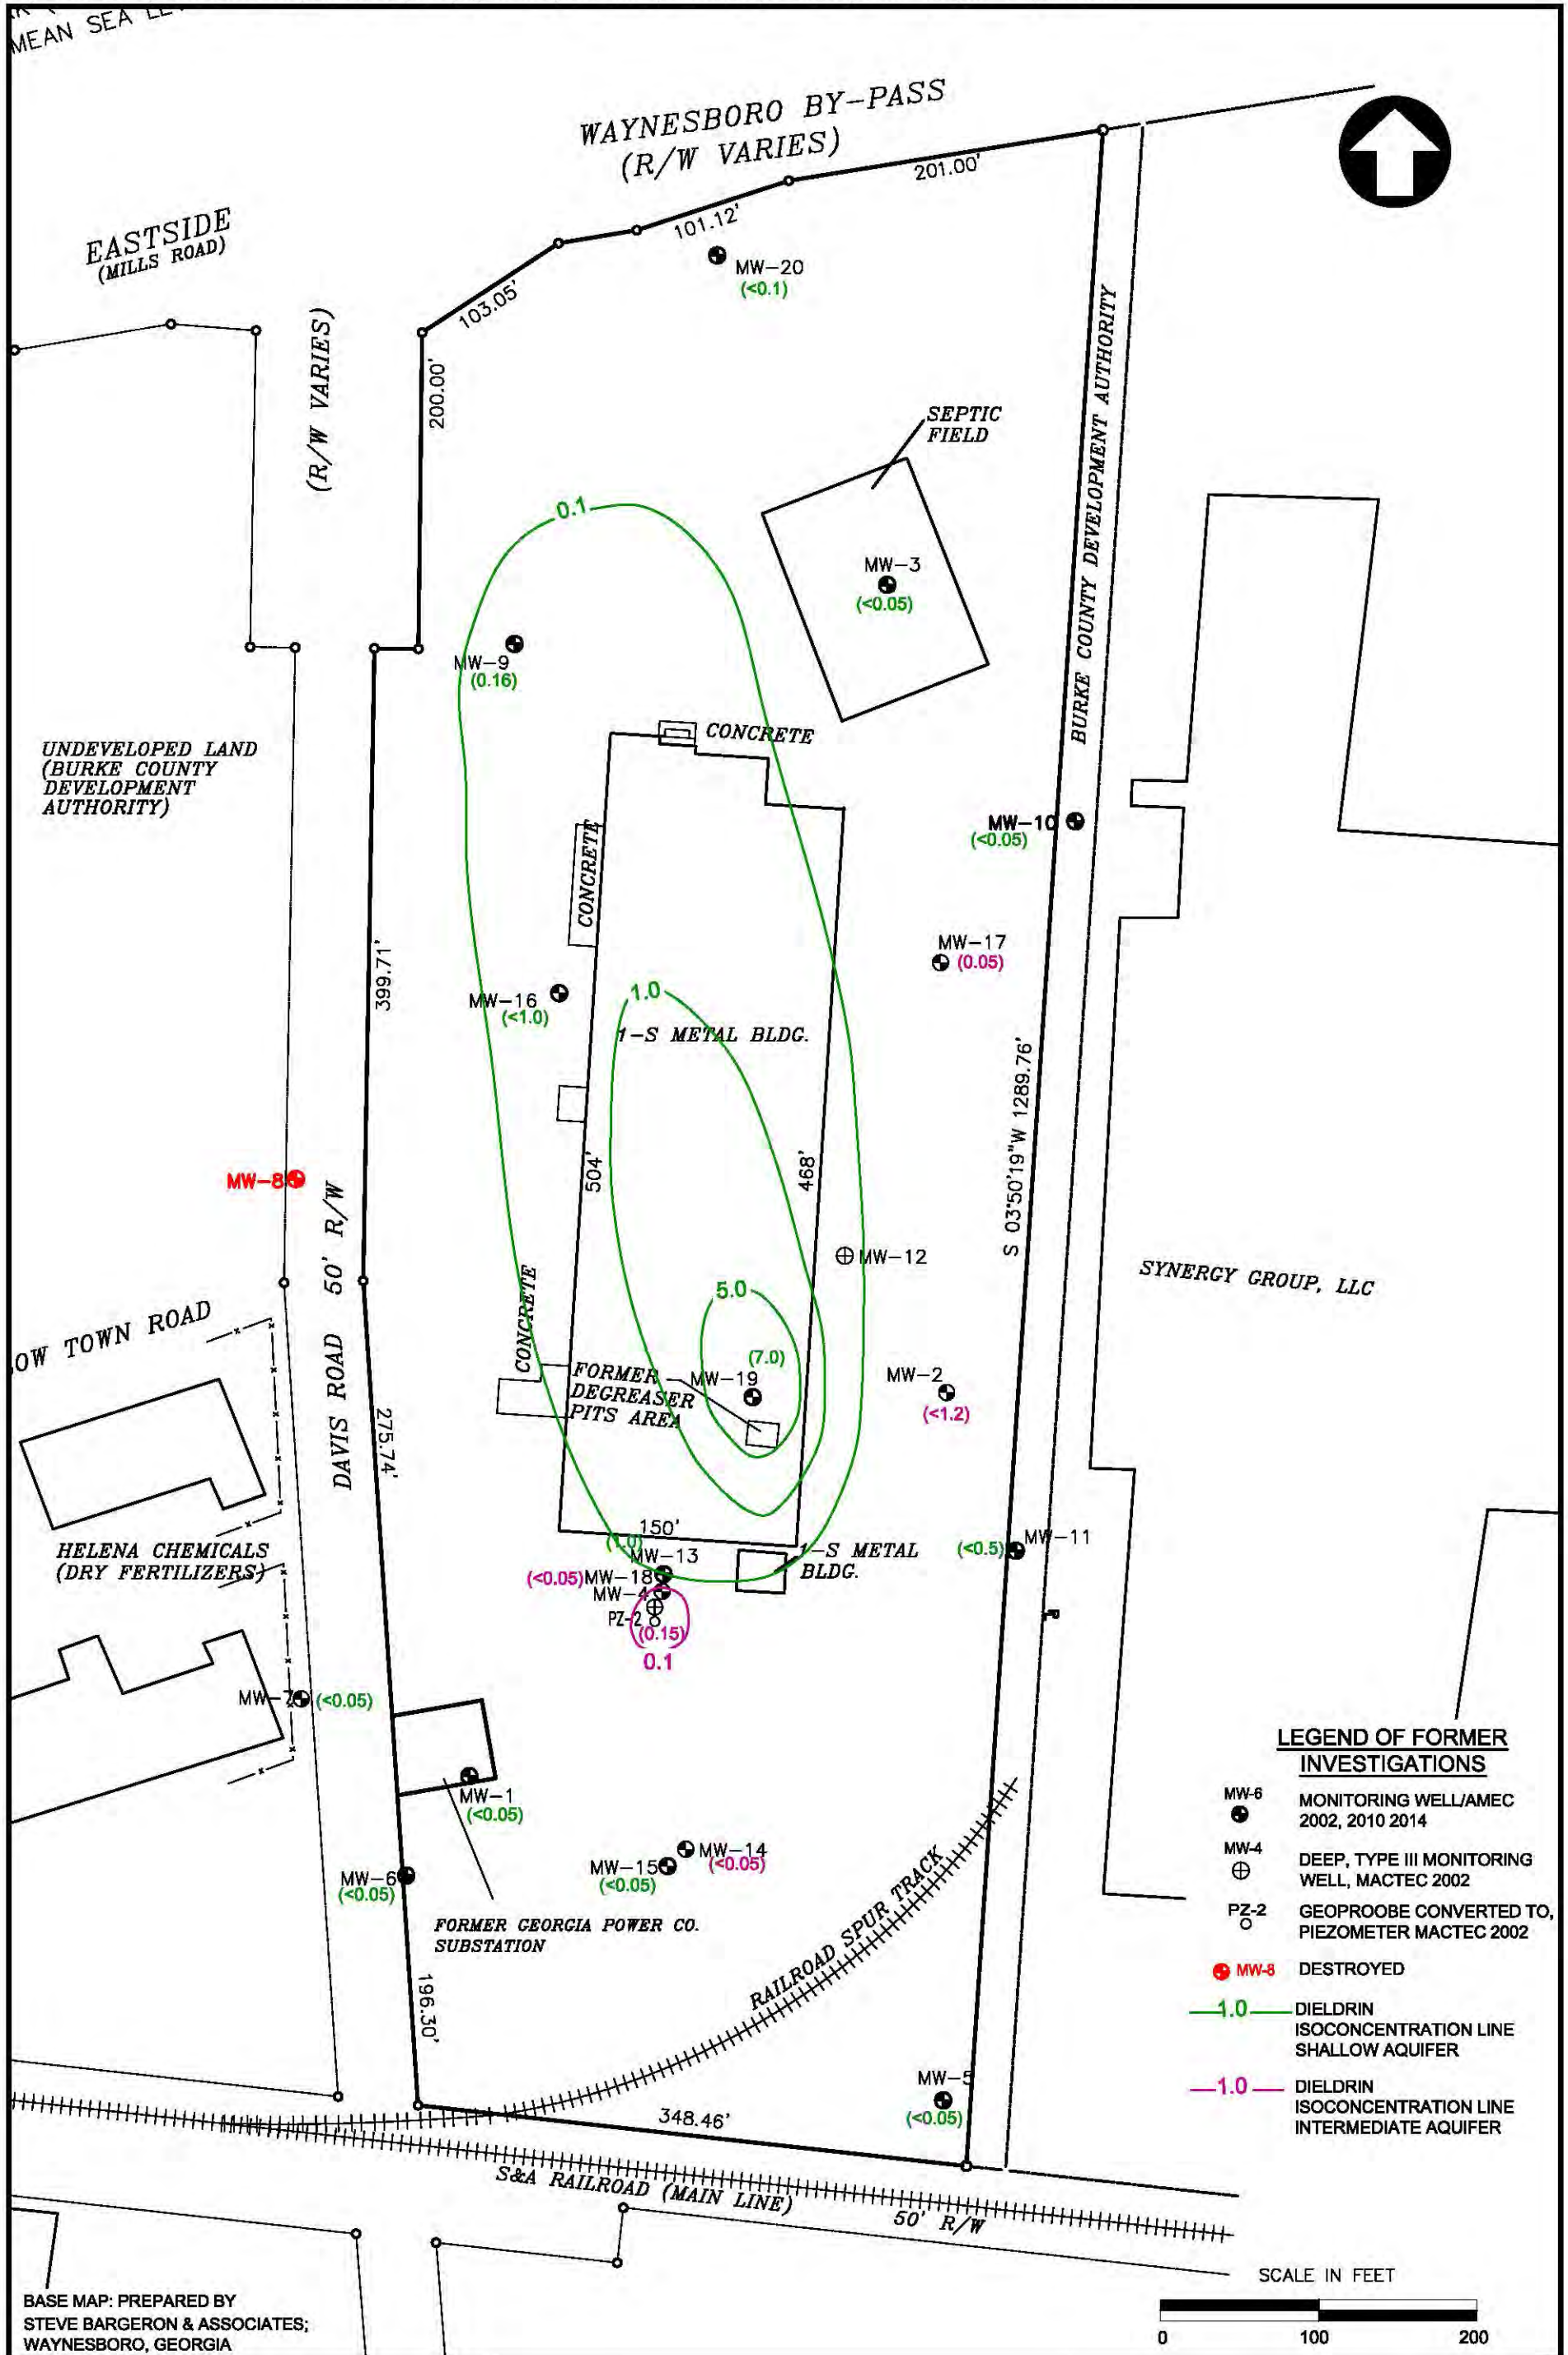 MEAN SEA
WAYNESBORO BY-PASS
(R/W VARIES)
201.00'
101.12'
103.05'
200.00'
EASTSIDE
(MILLS ROAD)
(R/W VARIES)
MW-20
(<0.1)
SEPTIC
FIELD
BURKE COUNTY DEVELOPMENT AUTHORITY
0.1
MW-3
(<0.05)
MW-9
(0.16)
CONCRETE
UNDEVELOPED LAND
(BURKE COUNTY
DEVELOPMENT
AUTHORITY)
CONCRETE
MW-10
(<0.05)
MW-17
(0.05)
399.71'
MW-16
(<1.0)
1.0
1-S METAL BLDG.
S 03°50'19"W 1289.76'
504'
468'
MW-8
DAVIS ROAD 50' R/W
MW-12
SYNERGY GROUP, LLC
OW TOWN ROAD
CONCRETE
5.0
(7.0)
FORMER
DEGREASER
PITS AREA
MW-19
MW-2
(<1.2)
275.74'
150'
(1.0)
MW-13
(<0.05)
MW-18
MW-4
PZ-2
(0.15)
0.1
1-S METAL
BLDG.
(<0.5)
MW-11
P
HELENA CHEMICALS
(DRY FERTILIZERS)
MW-7
(<0.05)
MW-1
(<0.05)
MW-6
(<0.05)
MW-15
(<0.05)
MW-14
(<0.05)
FORMER GEORGIA POWER CO.
SUBSTATION
196.30'
RAILROAD SPUR TRACK
MW-5
(<0.05)
348.46'
S&A RAILROAD (MAIN LINE)
50' R/W
LEGEND OF FORMER
INVESTIGATIONS
MW-6
MONITORING WELL/AMEC
2002, 2010 2014
MW-4
DEEP, TYPE III MONITORING
WELL, MACTEC 2002
PZ-2
GEOPROOBE CONVERTED TO,
PIEZOMETER MACTEC 2002
MW-8 DESTROYED
1.0 DIELDRIN
ISOCONCENTRATION LINE
SHALLOW AQUIFER
1.0 DIELDRIN
ISOCONCENTRATION LINE
INTERMEDIATE AQUIFER
SCALE IN FEET
0 100 200
BASE MAP: PREPARED BY
STEVE BARGERON & ASSOCIATES;
WAYNESBORO, GEORGIA